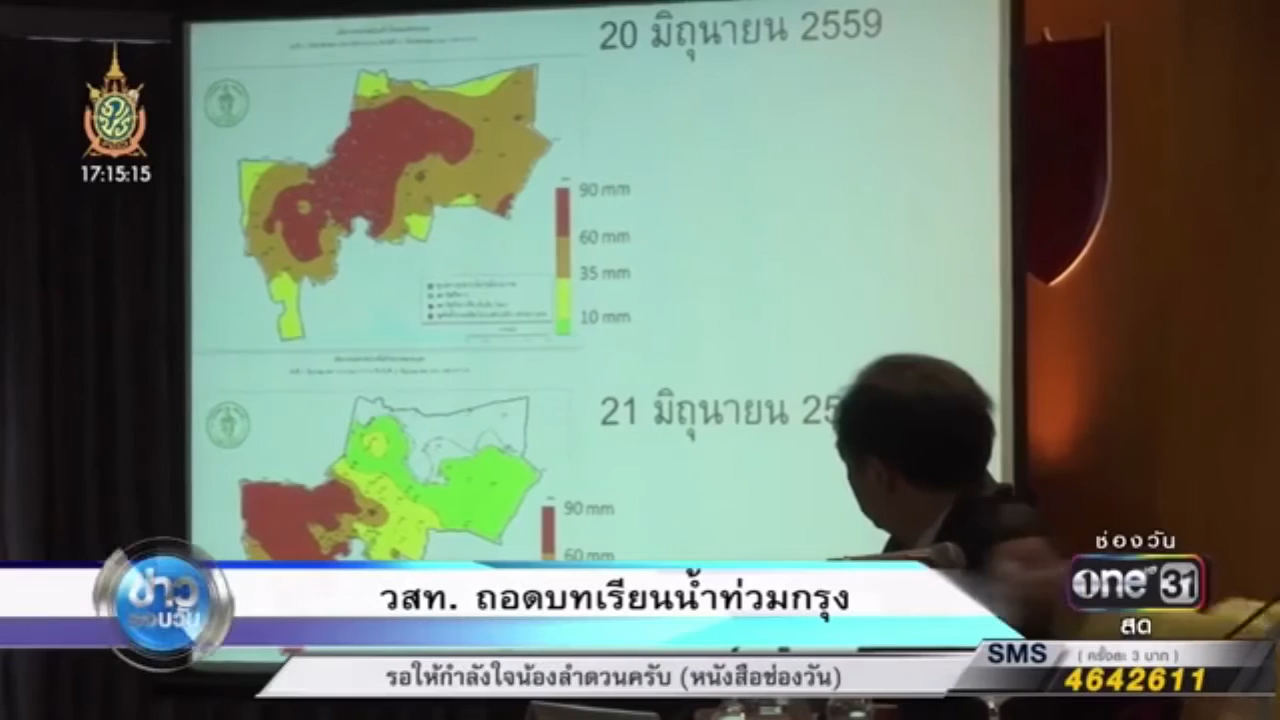 20 มิถุนายน 2559
17:15:15
90 mm
60 mm
35 mm
10 mm
21 มิถุนายน 25
90 mm
60 mm
ช่องวัน
one 31
สด
ข่าว
วสท. ถอดบทเรียนน้ำท่วมกรุง
รอให้กำลังใจน้องลำดวนครับ (หนังสือช่องวัน)
SMS ( ครั้งละ 3 บาท )
4642611